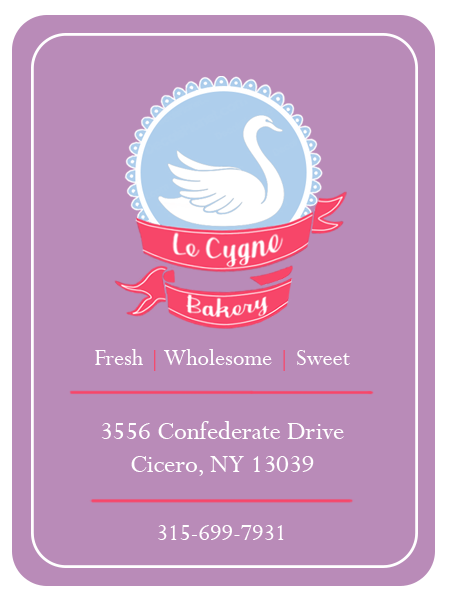 Le Cygne
Bakery
Fresh | Wholesome | Sweet
3556 Confederate Drive
Cicero, NY 13039
315-699-7931